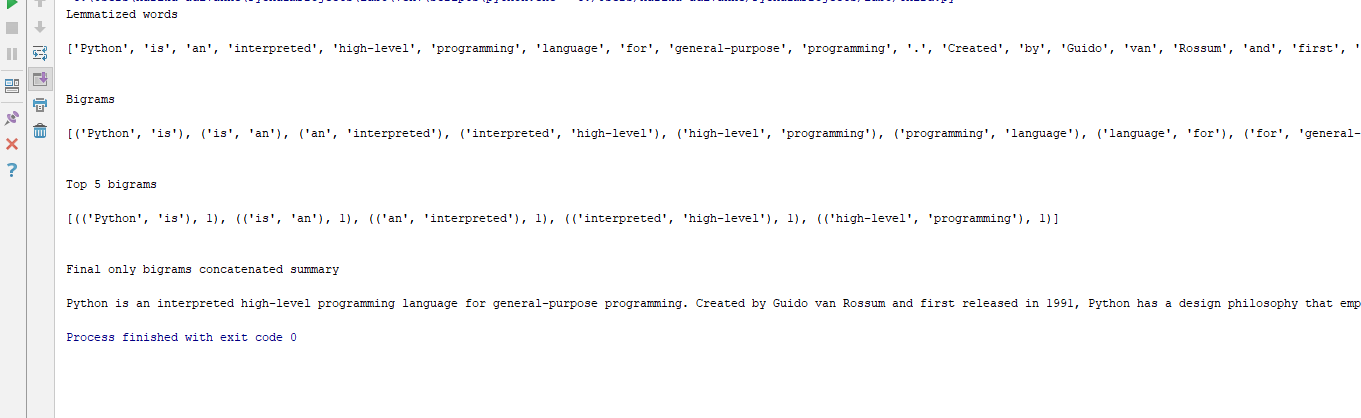 Lemmatized words
['Python', 'is', 'an', 'interpreted', 'high-level', 'programming', 'language', 'for', 'general-purpose', 'programming', '.', 'Created', 'by', 'Guido', 'van', 'Rossum', 'and', 'first', '
Bigrams
[('Python', 'is'), ('is', 'an'), ('an', 'interpreted'), ('interpreted', 'high-level'), ('high-level', 'programming'), ('programming', 'language'), ('language', 'for'), ('for', 'general-
Top 5 bigrams
[(('Python', 'is'), 1), (('is', 'an'), 1), (('an', 'interpreted'), 1), (('interpreted', 'high-level'), 1), (('high-level', 'programming'), 1)]
Final only bigrams concatenated summary
Python is an interpreted high-level programming language for general-purpose programming. Created by Guido van Rossum and first released in 1991, Python has a design philosophy that emp
Process finished with exit code 0